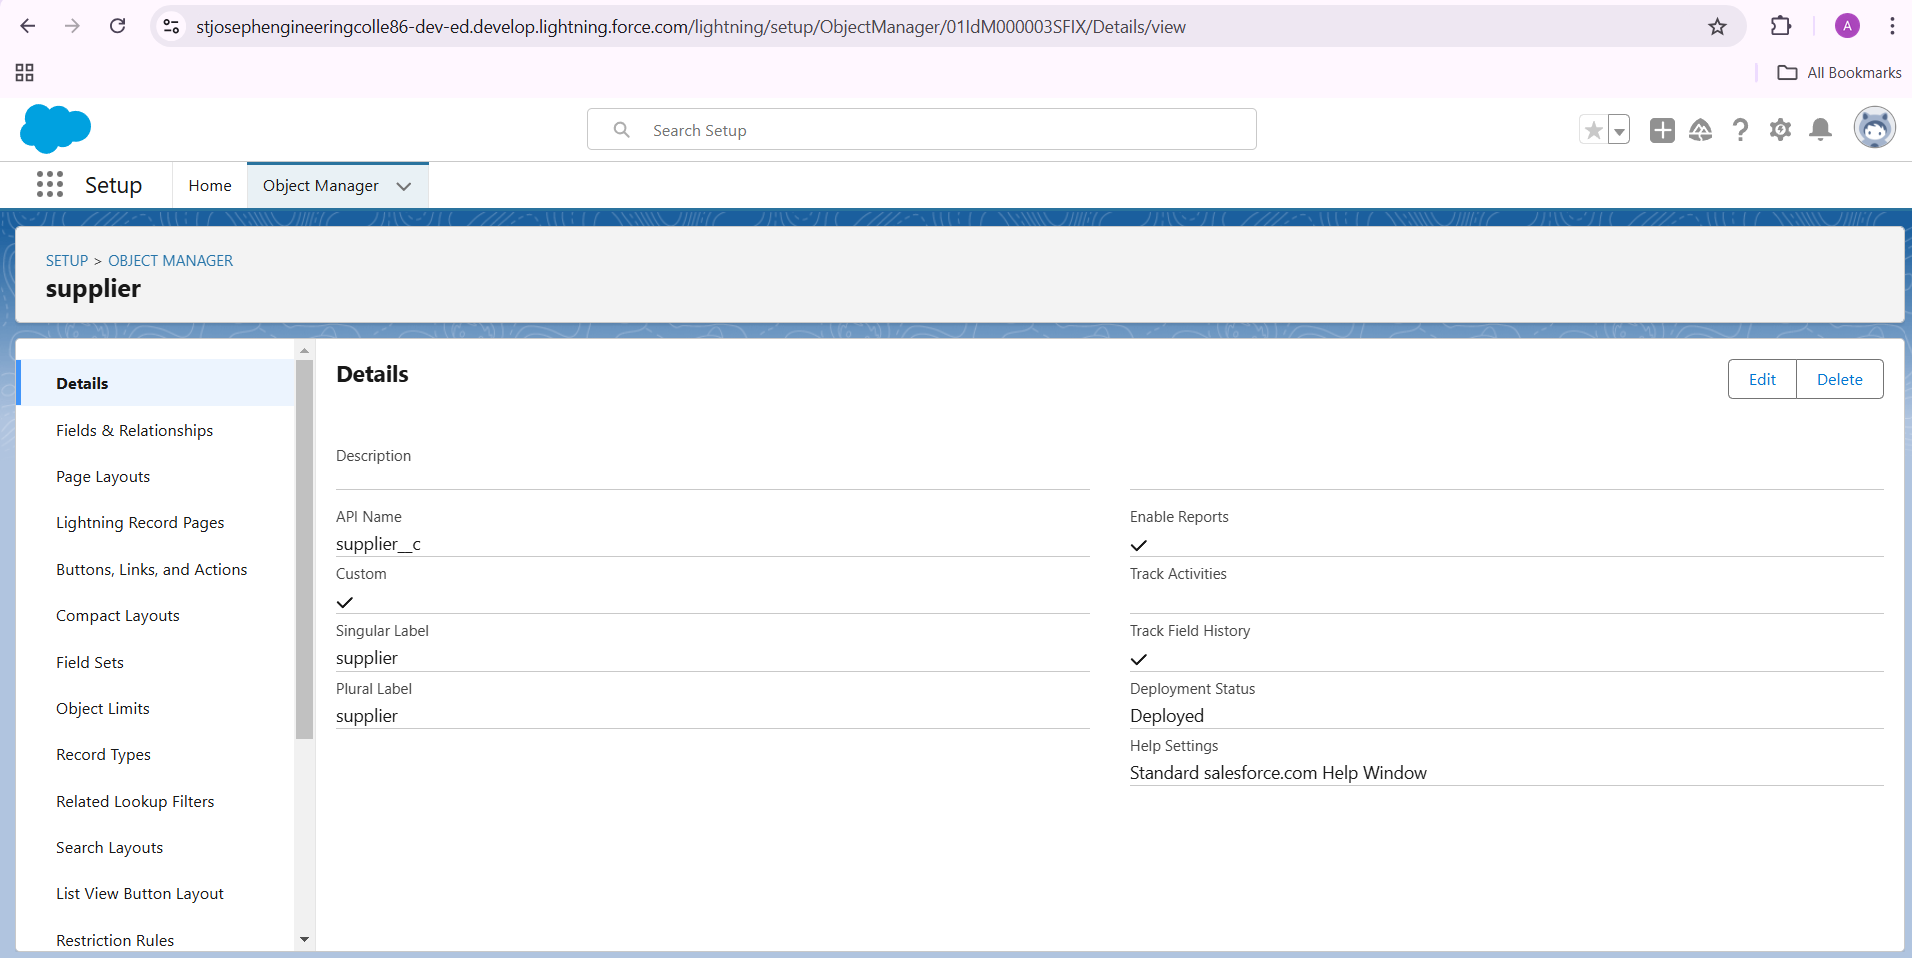 stjosephengineeringcolle86-dev-ed.develop.lightning.force.com/lightning/setup/ObjectManager/01IdM000003SFIX/Details/view
A
All Bookmarks
Search Setup
Setup
Home
Object Manager
SETUP > OBJECT MANAGER
supplier
Details
Fields & Relationships
Page Layouts
Lightning Record Pages
Buttons, Links, and Actions
Compact Layouts
Field Sets
Object Limits
Record Types
Related Lookup Filters
Search Layouts
List View Button Layout
Restriction Rules
Details
Edit
Delete
Description
API Name
supplier__c
Custom
Singular Label
supplier
Plural Label
supplier
Enable Reports
Track Activities
Track Field History
Deployment Status
Deployed
Help Settings
Standard salesforce.com Help Window